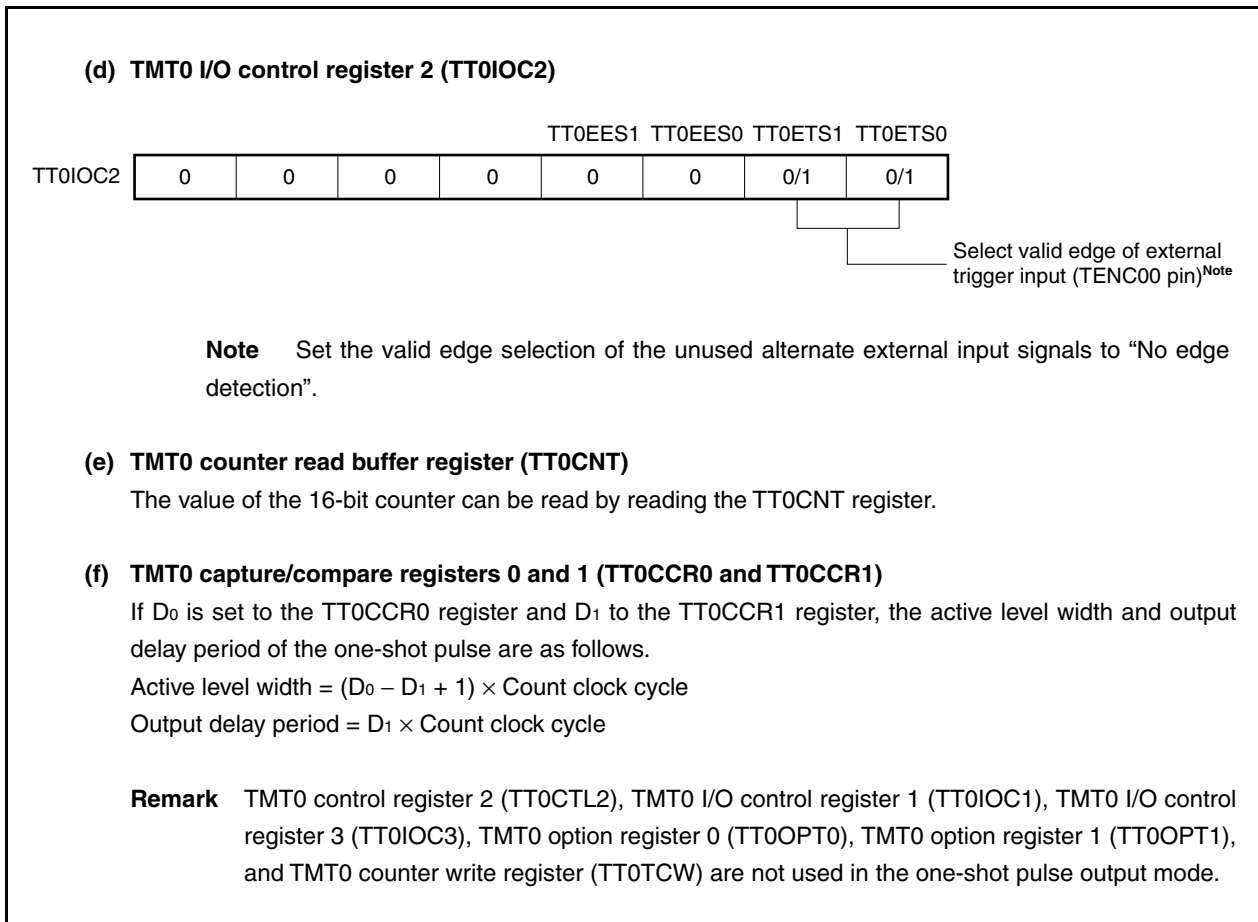 (d) TMT0 I/O control register 2 (TT0IOC2)
TT0EES1 TT0EES0 TT0ETS1 TT0ETS0
TT0IOC2 0 0 0 0 0 0 0/1 0/1
Select valid edge of external
trigger input (TENC00 pin)Note
Note Set the valid edge selection of the unused alternate external input signals to “No edge
detection”.
(e) TMT0 counter read buffer register (TT0CNT)
The value of the 16-bit counter can be read by reading the TT0CNT register.
(f) TMT0 capture/compare registers 0 and 1 (TT0CCR0 and TT0CCR1)
If D0 is set to the TT0CCR0 register and D1 to the TT0CCR1 register, the active level width and output
delay period of the one-shot pulse are as follows.
Active level width = (D0 − D1 + 1) × Count clock cycle
Output delay period = D1 × Count clock cycle
Remark TMT0 control register 2 (TT0CTL2), TMT0 I/O control register 1 (TT0IOC1), TMT0 I/O control
register 3 (TT0IOC3), TMT0 option register 0 (TT0OPT0), TMT0 option register 1 (TT0OPT1),
and TMT0 counter write register (TT0TCW) are not used in the one-shot pulse output mode.